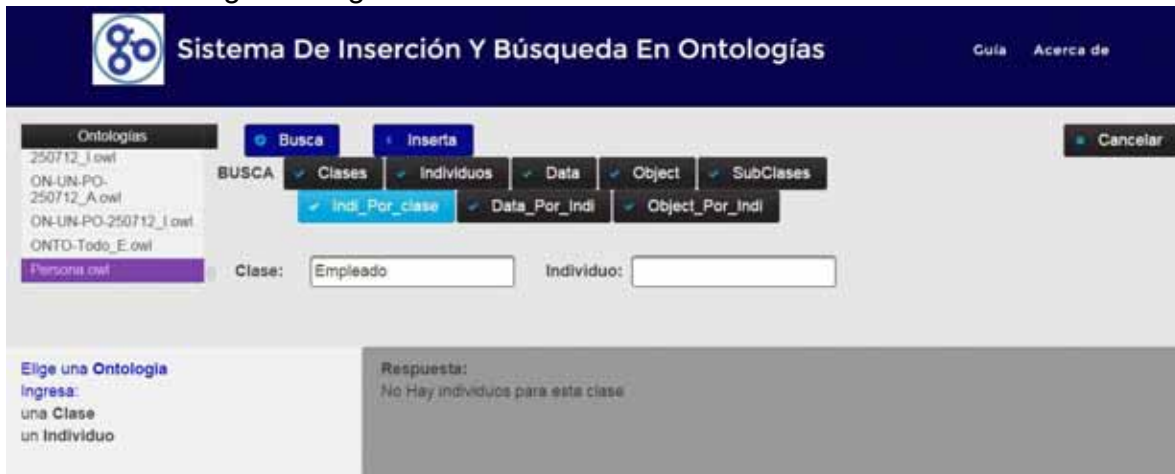 Sistema De Inserción Y Búsqueda En Ontologías
Guía Acerca de
Ontologías
250712_I.owl
ON-UN-PO-
250712_A.owl
ON-UN-PO-250712_I.owl
ONTO-Todo_E.owl
Persona.owl
Busca Inserta Cancelar
BUSCA Clases Individuos Data Object SubClases
Indi_Por_clase Data_Por_Indi Object_Por_Indi
Clase: Empleado Individuo:
Elige una Ontologia
Ingresa:
una Clase
un Individuo
Respuesta:
No Hay individuos para esta clase